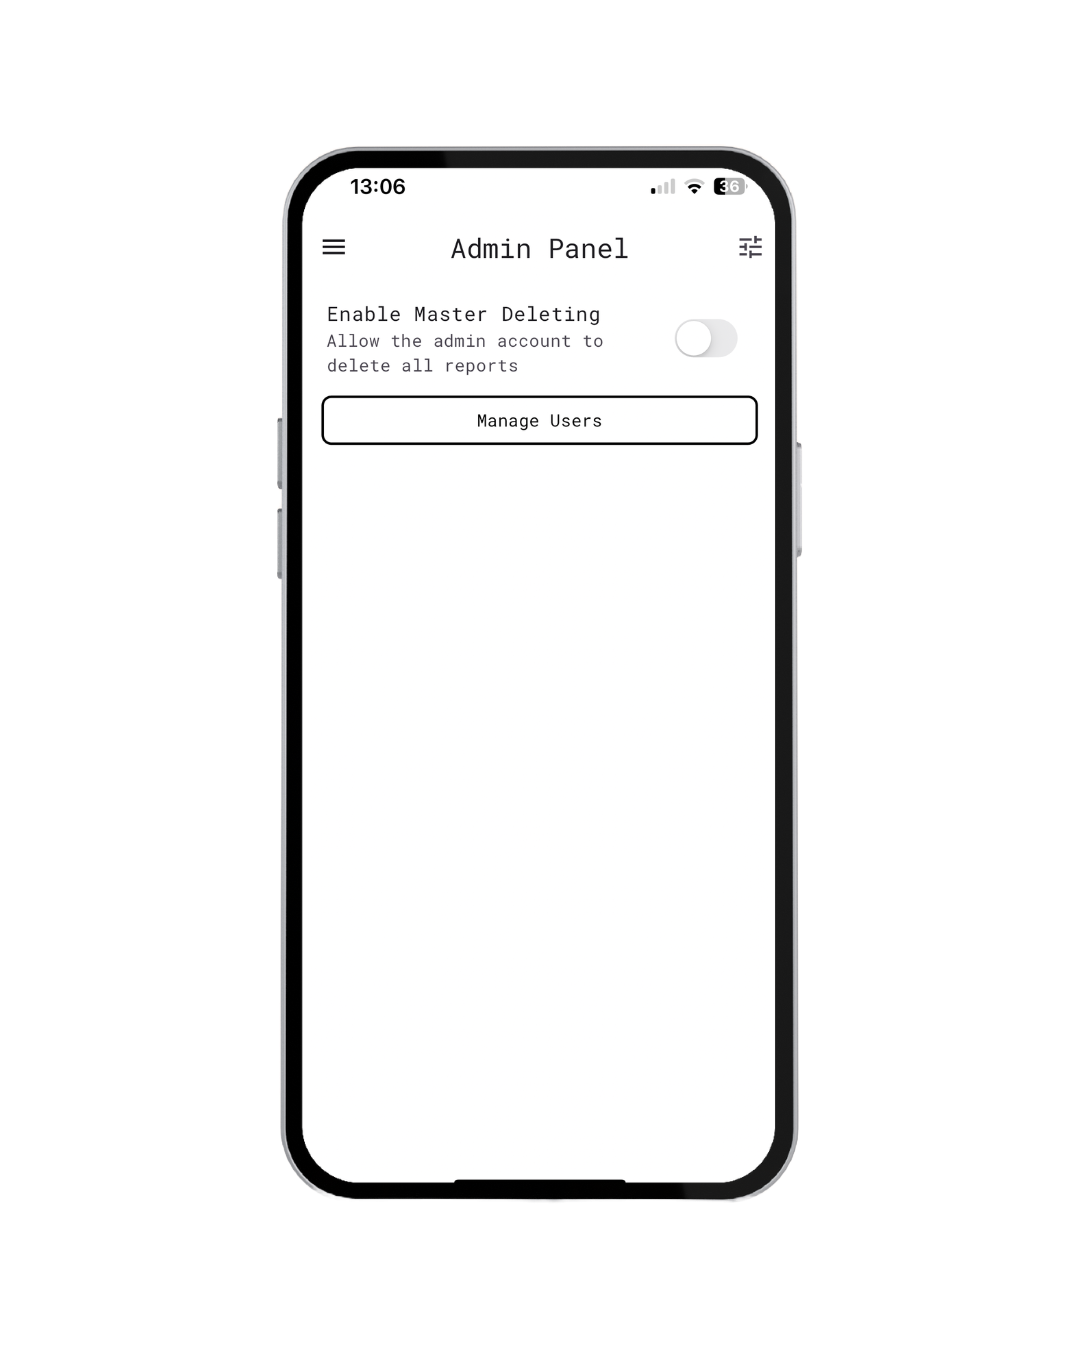 13:06
36
Admin Panel
Enable Master Deleting
Allow the admin account to
delete all reports
Manage Users